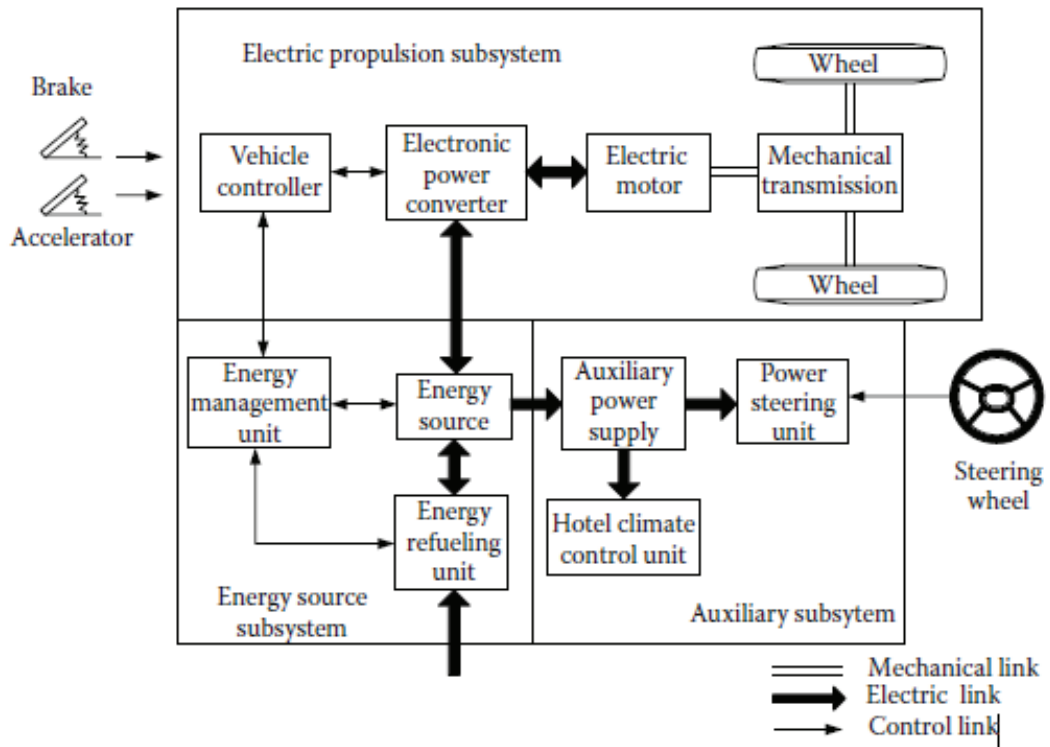 Electric propulsion subsystem
Wheel
Brake
Vehicle
controller
Electronic
power
converter
Electric
motor
Mechanical
transmission
Accelerator
Wheel
Energy
management
unit
Energy
source
Auxiliary
power
supply
Power
steering
unit
Steering
wheel
Energy
refueling
unit
Hotel climate
control unit
Energy source
subsystem
Auxiliary subsytem
Mechanical link
Electric link
Control link